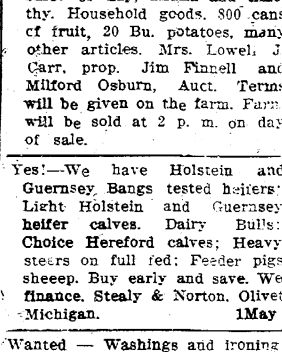 thy. Household goods. 800 cans
cf fruit, 20 Bu. potatoes, many
other articles. Mrs. Lowell J.
Carr, prop. Jim Finnell and
Milford Osburn, Auct. Terms
will be given on the farm. Farm
will be sold at 2 p. m. on day
of sale.
Yes!—We have Holstein and
Guernsey Bangs tested heifers;
Light Holstein and Guernsey
heifer calves. Dairy Bulls:
Choice Hereford calves; Heavy
steers on full fed; Feeder pigs
sheeep. Buy early and save. We
finance. Stealy & Norton. Olivet
Michigan. 1May
Wanted — Washings and ironing